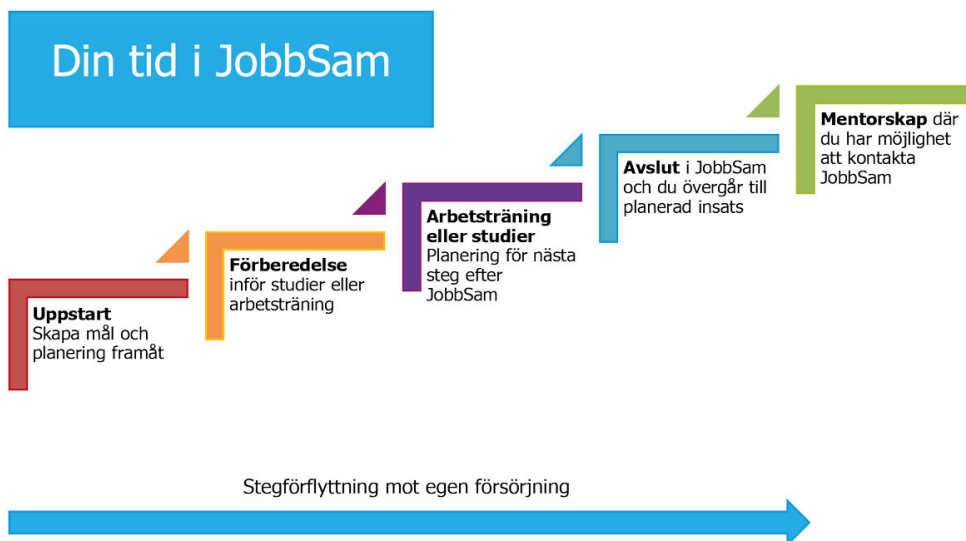 Din tid i JobbSam
Uppstart
Skapa mål och
planering framåt
Förberedelse
inför studier eller
arbetsträning
Arbetsträning
eller studier
Planering för nästa
steg efter
JobbSam
Avslut i JobbSam
och du övergår till
planerad insats
Mentorskap där
du har möjlighet
att kontakta
JobbSam
Stegförflyttning mot egen försörjning